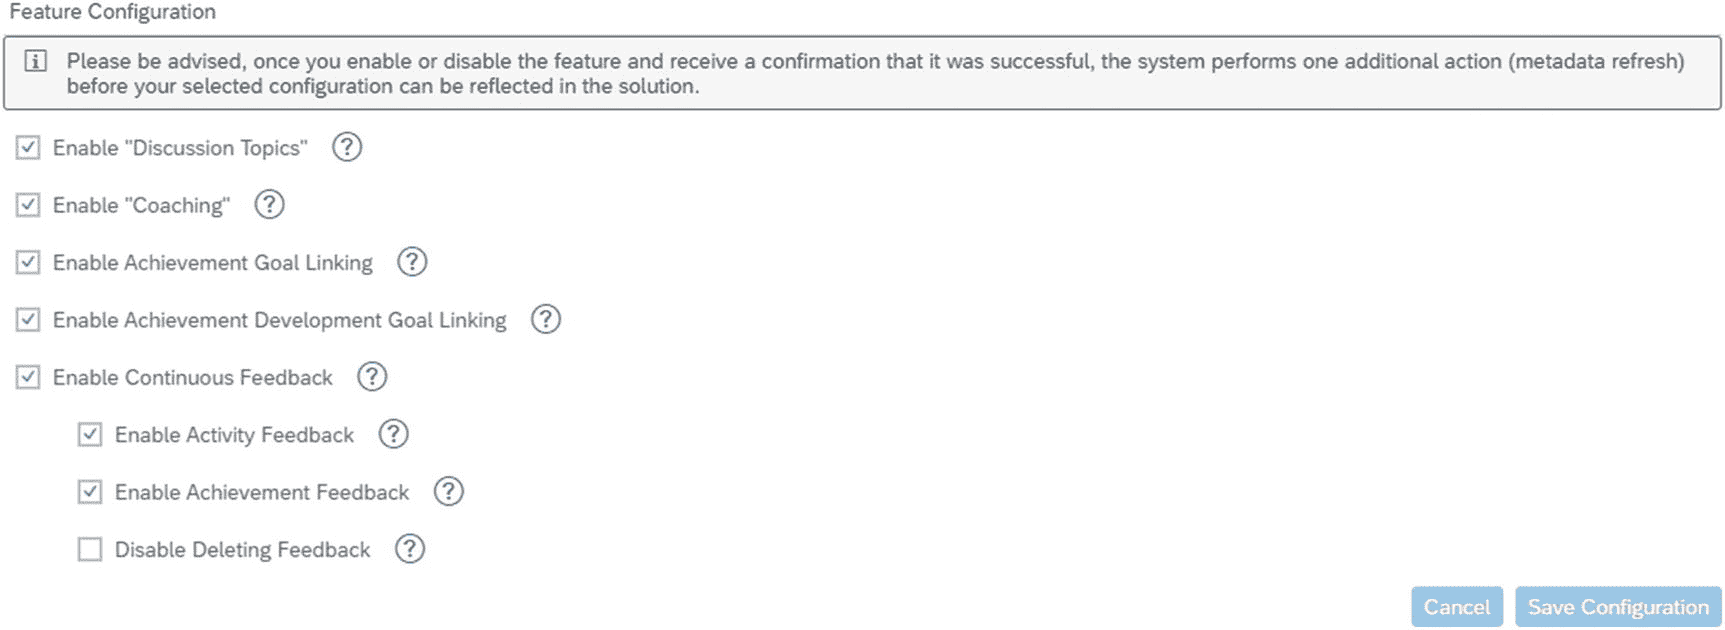 Feature Configuration
Please be advised, once you enable or disable the feature and receive a confirmation that it was successful, the system performs one additional action (metadata refresh)
before your selected configuration can be reflected in the solution.
Enable "Discussion Topics" ?
Enable "Coaching" ?
Enable Achievement Goal Linking ?
Enable Achievement Development Goal Linking ?
Enable Continuous Feedback ?
Enable Activity Feedback ?
Enable Achievement Feedback ?
Disable Deleting Feedback ?
Cancel Save Configuration